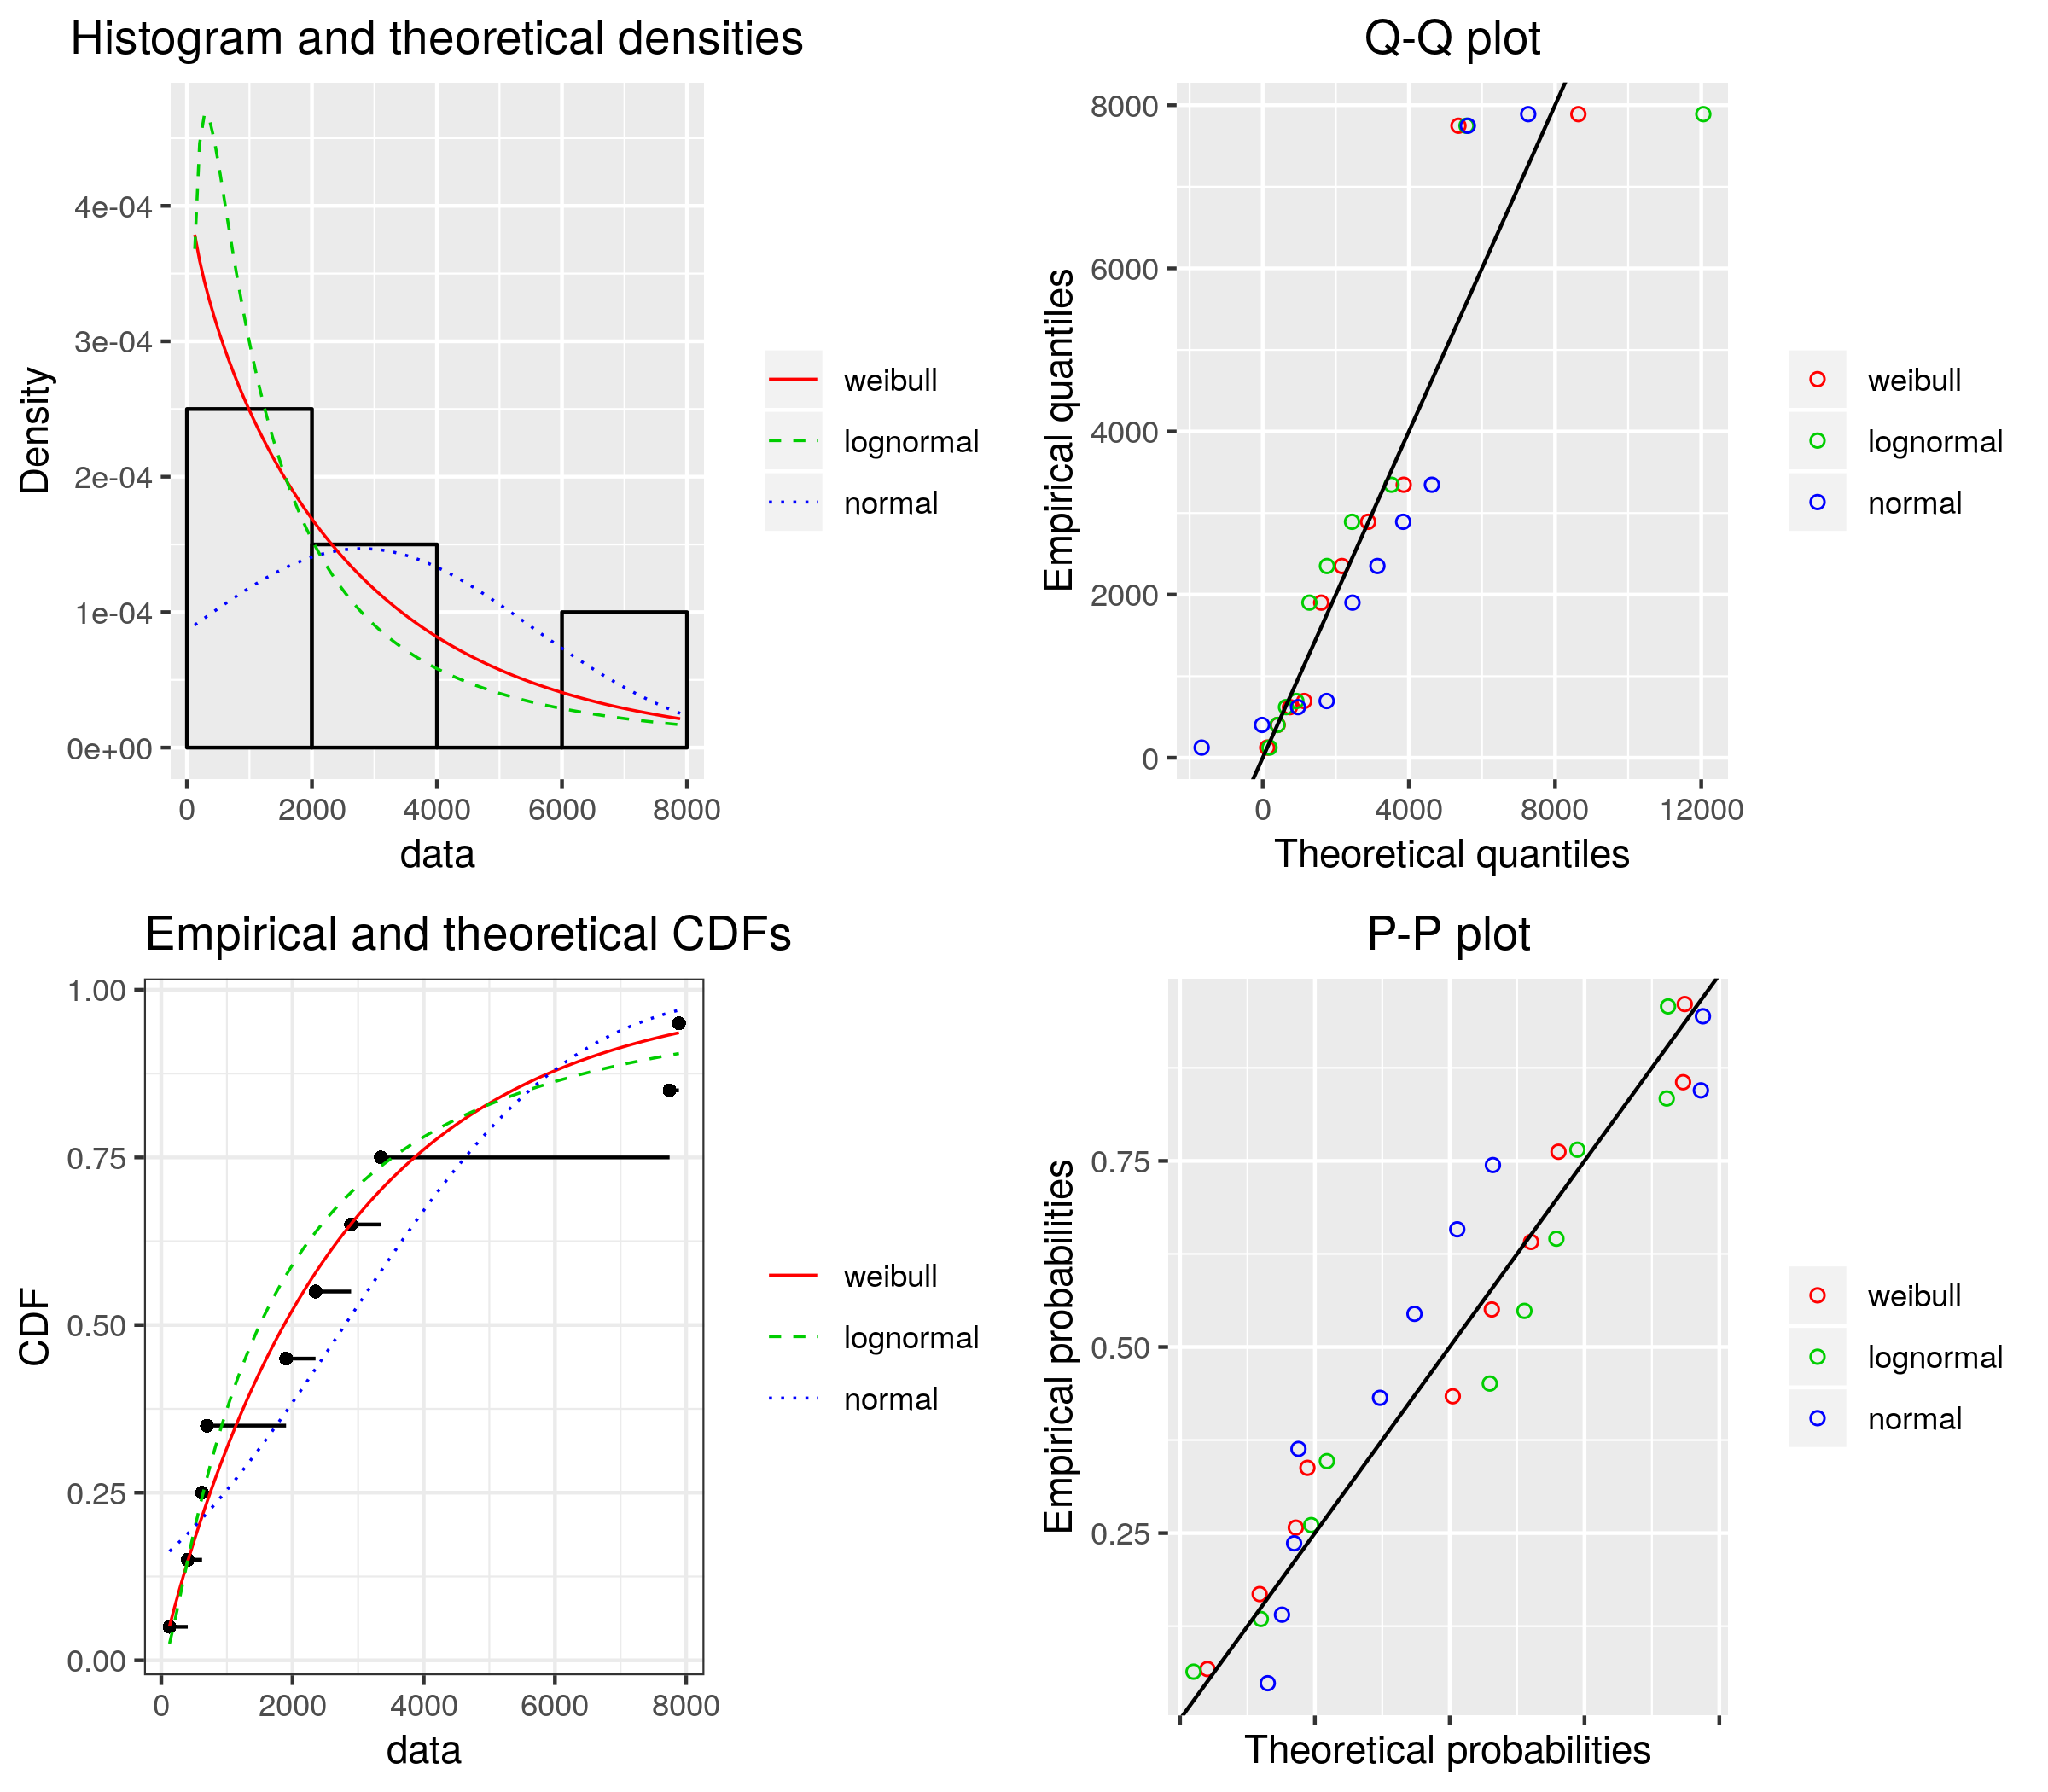 Histogram and theoretical densities
Density
4e-04
3e-04
2e-04
1e-04
0e+00
0 2000 4000 6000 8000
data
weibull
lognormal
normal
Q-Q plot
Empirical quantiles
8000
6000
4000
2000
0
0 4000 8000 12000
Theoretical quantiles
weibull
lognormal
normal
Empirical and theoretical CDFs
CDF
1.00
0.75
0.50
0.25
0.00
0 2000 4000 6000 8000
data
weibull
lognormal
normal
P-P plot
Empirical probabilities
0.75
0.50
0.25
Theoretical probabilities
weibull
lognormal
normal